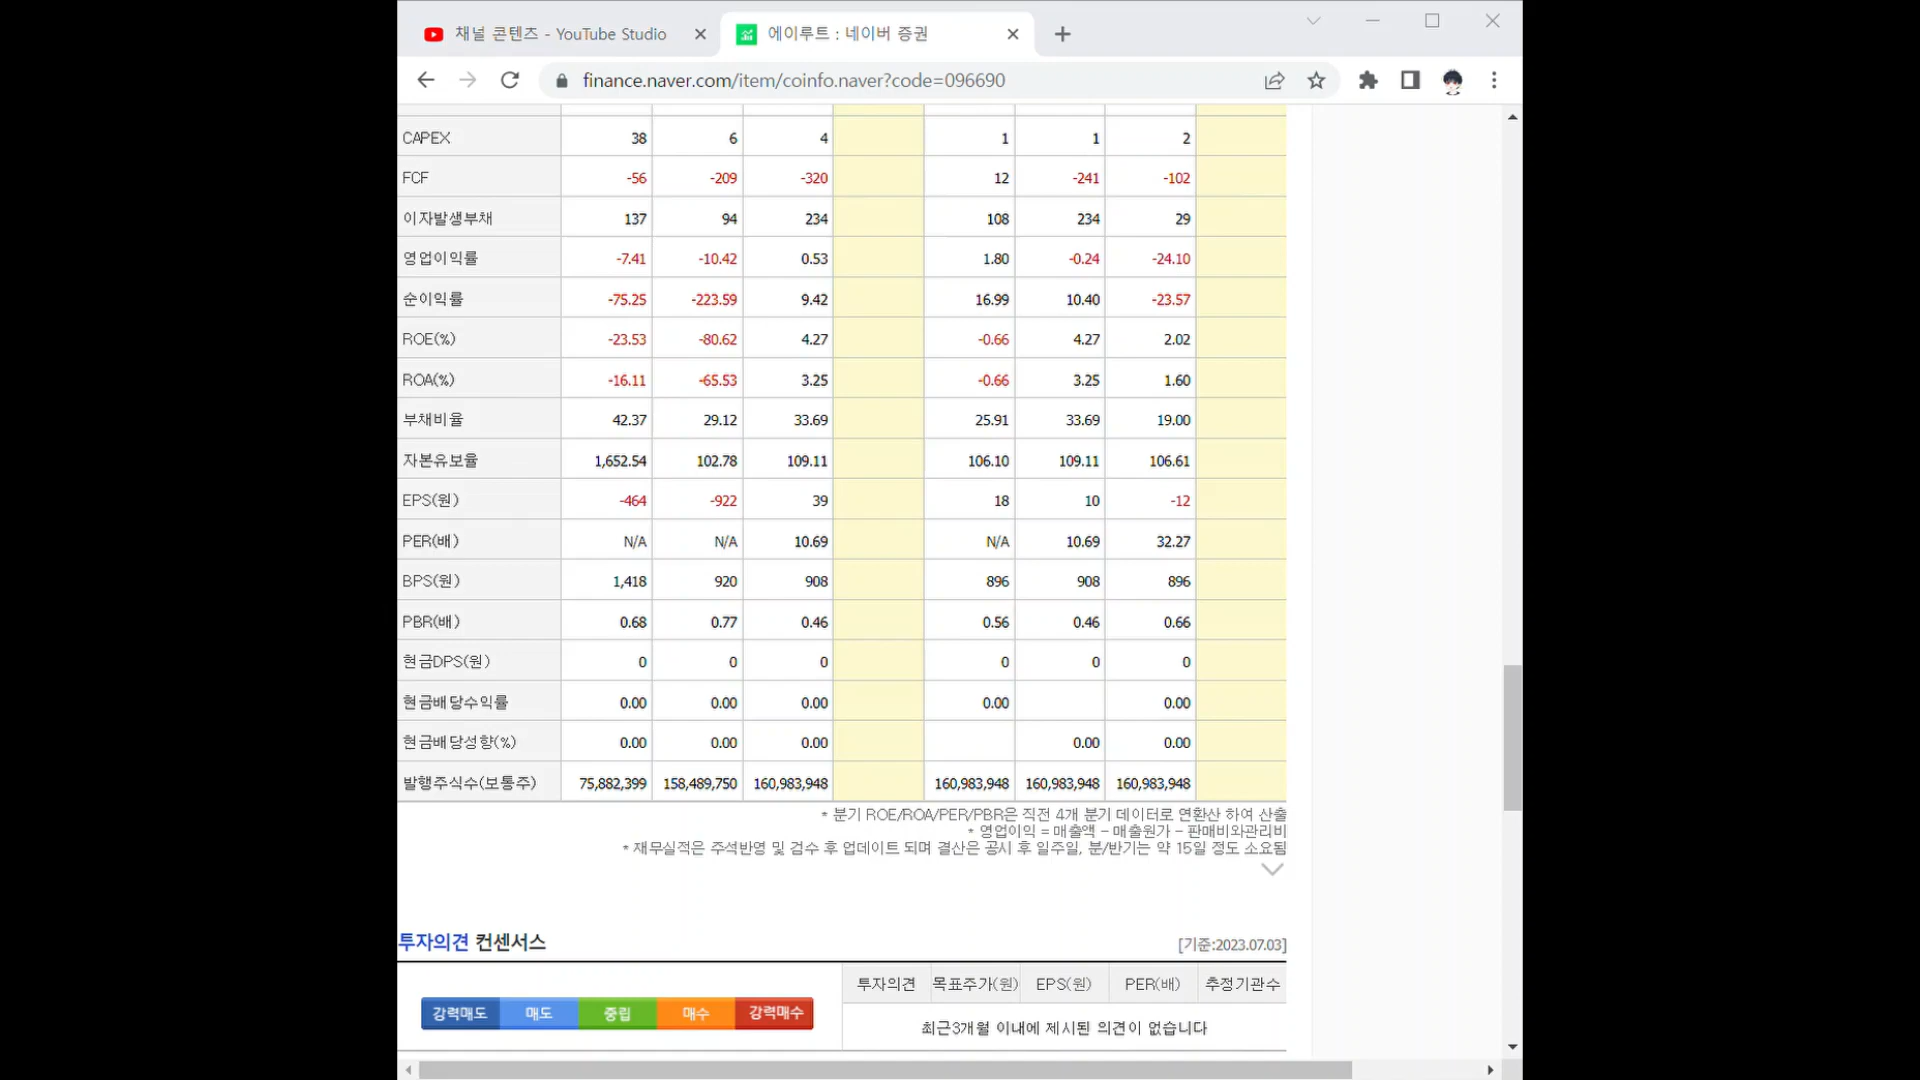 채널 콘텐츠 - YouTube Studio
에이루트 : 네이버 증권
finance.naver.com/item/coinfo.naver?code=096690
CAPEX 38 6 4 1 1 2
FCF -56 -209 -320 12 -241 -102
이자발생부채 137 94 234 108 234 29
영업이익률 -7.41 -10.42 0.53 1.80 -0.24 -24.10
순이익률 -75.25 -223.59 9.42 16.99 10.40 -23.57
ROE(%) -23.53 -80.62 4.27 -0.66 4.27 2.02
ROA(%) -16.11 -65.53 3.25 -0.66 3.25 1.60
부채비율 42.37 29.12 33.69 25.91 33.69 19.00
자본유보율 1,652.54 102.78 109.11 106.10 109.11 106.61
EPS(원) -464 -922 39 18 10 -12
PER(배) N/A N/A 10.69 N/A 10.69 32.27
BPS(원) 1,418 920 908 896 908 896
PBR(배) 0.68 0.77 0.46 0.56 0.46 0.66
현금DPS(원) 0 0 0 0 0 0
현금배당수익률 0.00 0.00 0.00 0.00 0.00
현금배당성향(%) 0.00 0.00 0.00 0.00 0.00
발행주식수(보통주) 75,882,399 158,489,750 160,983,948 160,983,948 160,983,948 160,983,948
* 분기 ROE/ROA/PER/PBR은 직전 4개 분기 데이터로 연환산 하여 산출
* 영업이익 = 매출액 - 매출원가 - 판매비와관리비
* 재무실적은 주석반영 및 검수 후 업데이트 되며 결산은 공시 후 일주일, 분/반기는 약 15일 정도 소요됨
투자의견 컨센서스
[기준:2023.07.03]
강력매도 매도 중립 매수 강력매수
투자의견 목표주가(원) EPS(원) PER(배) 추정기관수
최근3개월 이내에 제시된 의견이 없습니다